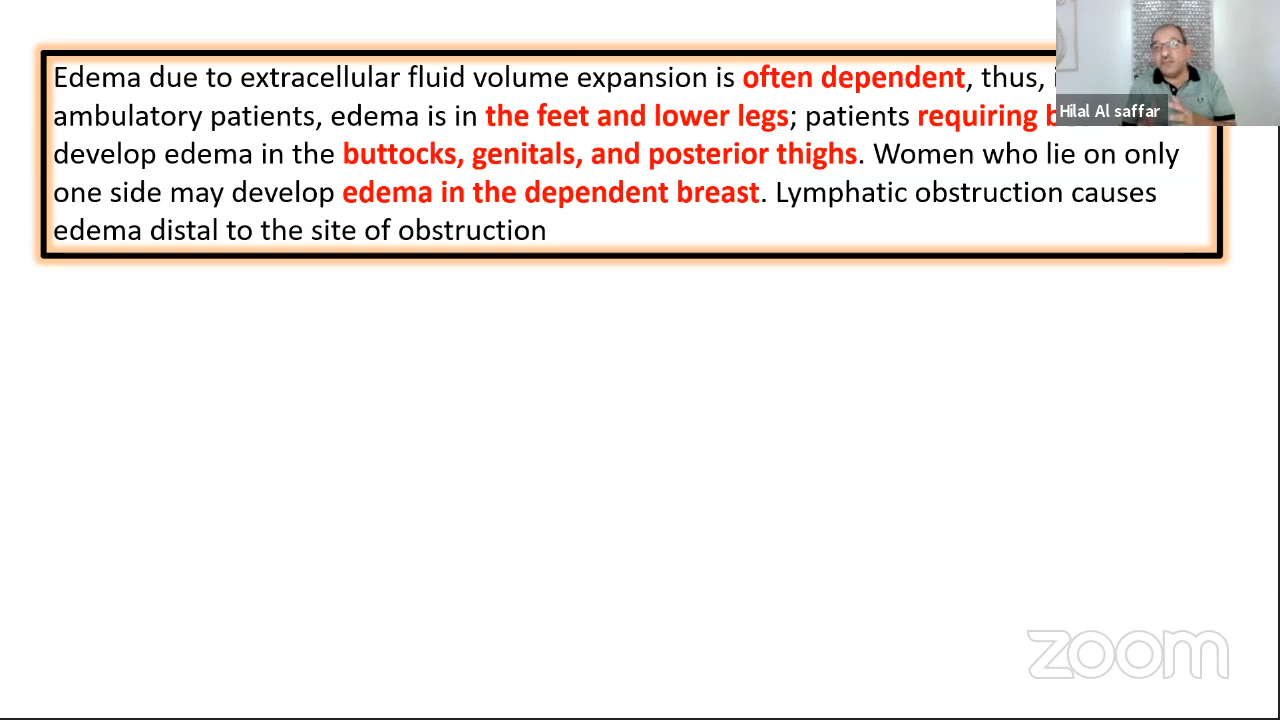 Edema due to extracellular fluid volume expansion is often dependent, thus,
ambulatory patients, edema is in the feet and lower legs; patients requiring
develop edema in the buttocks, genitals, and posterior thighs. Women who lie on only
one side may develop edema in the dependent breast. Lymphatic obstruction causes
edema distal to the site of obstruction
Hilal Al saffar
zoom